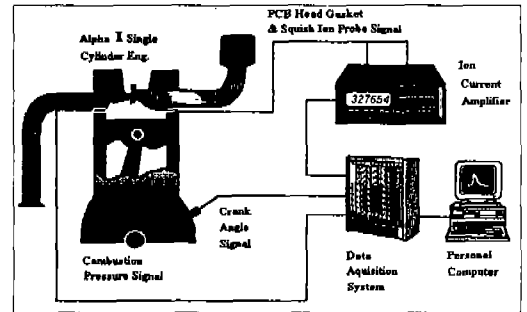 PCB Head Gasket
& Squish Ion Probe Signal
Alpha I Single
Cylinder Eng.
Ion
Current
Amplifier
327654
Crank
Angle
Signal
Combustion
Pressure Signal
Data
Aquisition
System
Personal
Computer